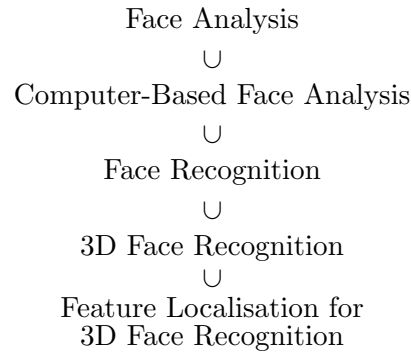 Face Analysis
∪
Computer-Based Face Analysis
∪
Face Recognition
∪
3D Face Recognition
∪
Feature Localisation for
3D Face Recognition